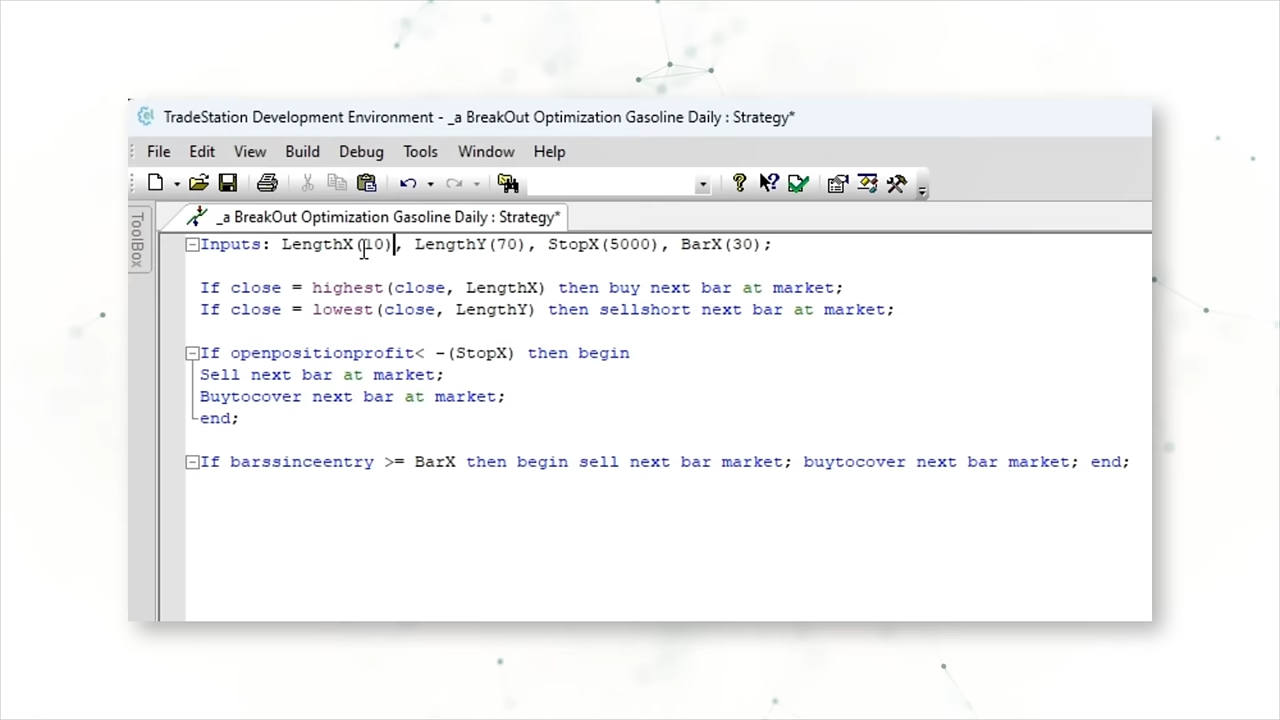 TradeStation Development Environment - _a BreakOut Optimization Gasoline Daily : Strategy*
File Edit View Build Debug Tools Window Help
_a BreakOut Optimization Gasoline Daily : Strategy*
ToolBox
Inputs: LengthX(10), LengthY(70), StopX(5000), BarX(30);
If close = highest(close, LengthX) then buy next bar at market;
If close = lowest(close, LengthY) then sellshort next bar at market;
If openpositionprofit< -(StopX) then begin
Sell next bar at market;
Buytocover next bar at market;
end;
If barssinceentry >= BarX then begin sell next bar market; buytocover next bar market; end;